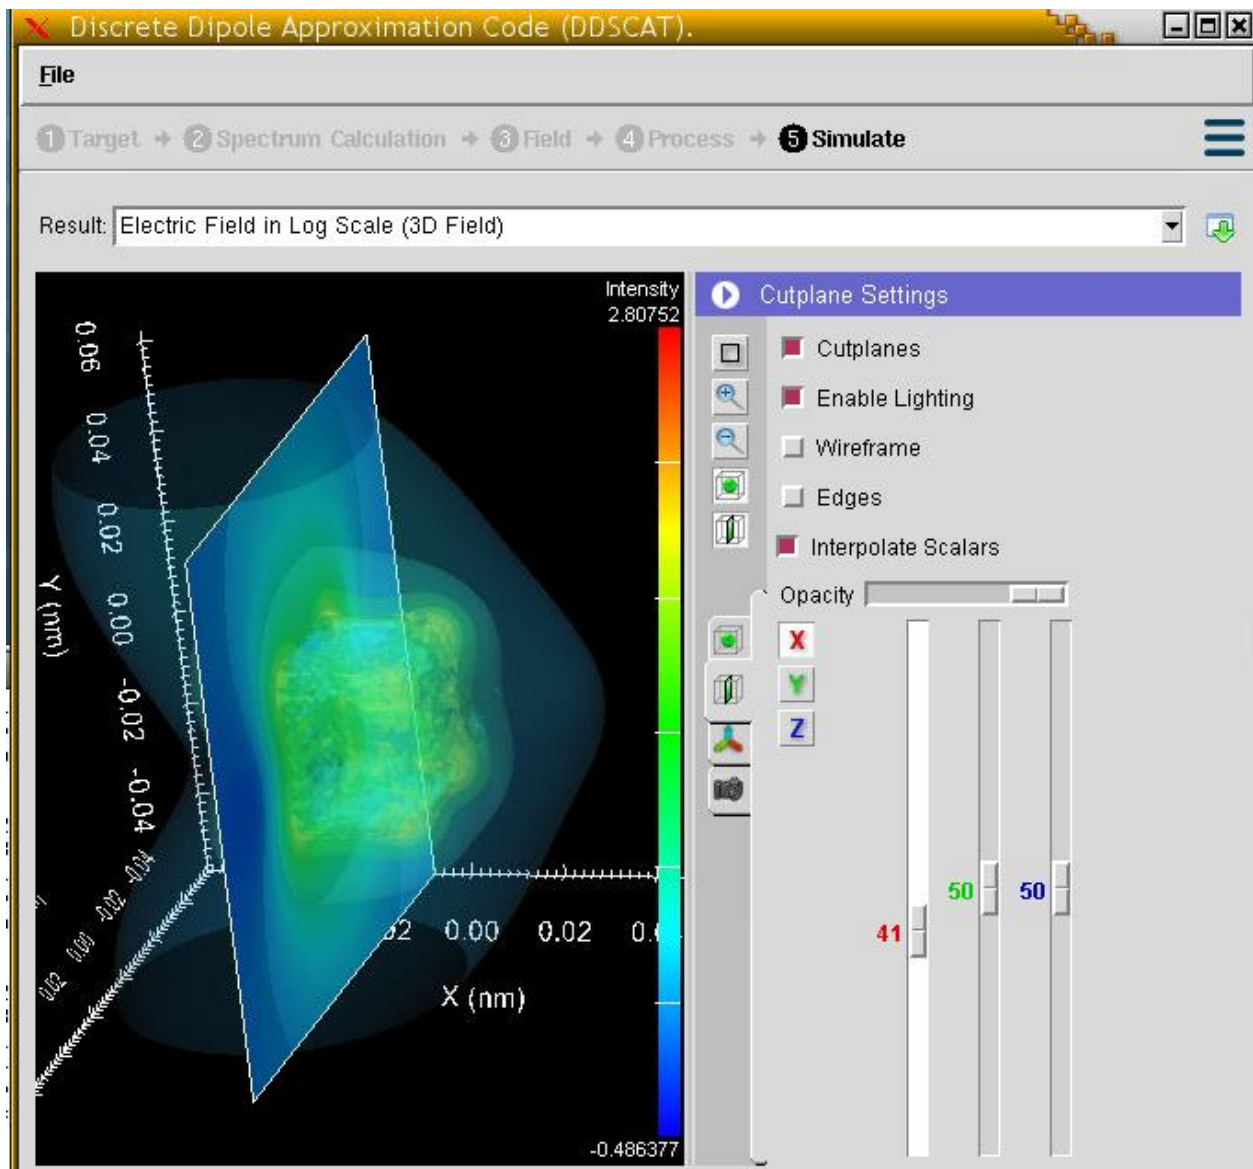 Discrete Dipole Approximation Code (DDSCAT).
File
1 Target → 2 Spectrum Calculation → 3 Field → 4 Process → 5 Simulate
Result: Electric Field in Log Scale (3D Field)
Intensity
2.80752
0.06
0.04
0.02
0.00
-0.02
-0.04
Y (nm)
0.00 0.02
X (nm)
-0.486377
Cutplane Settings
Cutplanes
Enable Lighting
Wireframe
Edges
Interpolate Scalars
Opacity
X
Y
Z
41
50
50